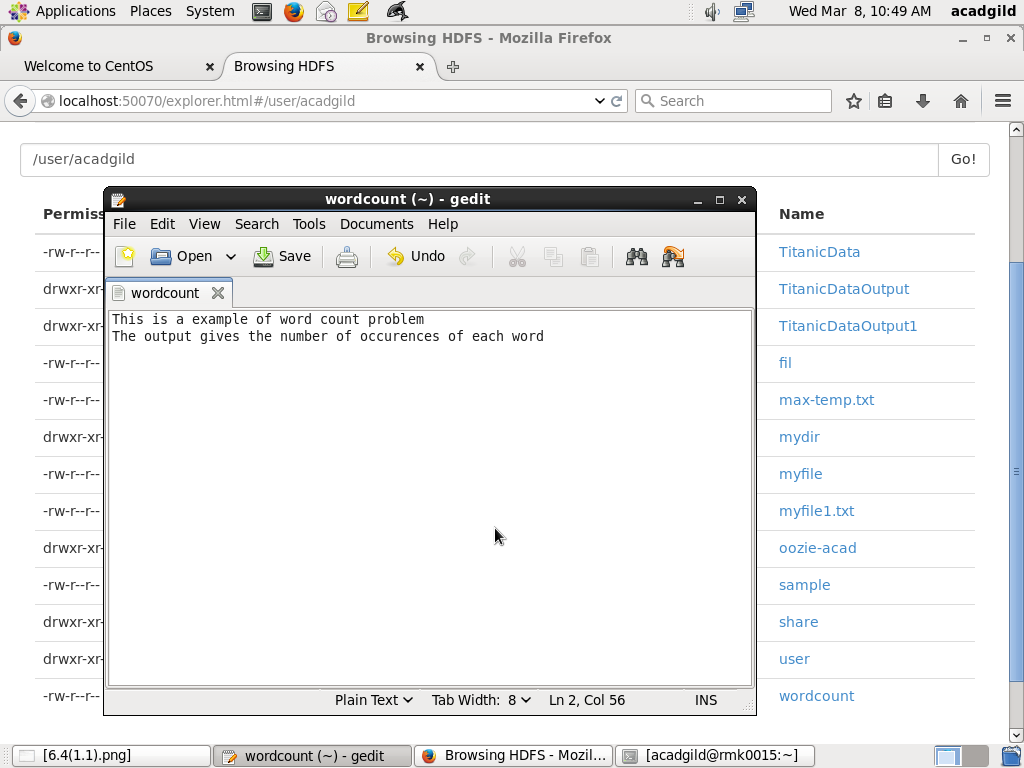 Applications Places System Wed Mar 8, 10:49 AM acadgild
Browsing HDFS - Mozilla Firefox
Welcome to CentOS Browsing HDFS
localhost:50070/explorer.html#/user/acadgild Search
/user/acadgild Go!
wordcount (~) - gedit
Permiss Name
File Edit View Search Tools Documents Help
-rw-r--r-- TitanicData
Open Save Undo
drwxr-xr- TitanicDataOutput
wordcount
This is a example of word count problem
drwxr-xr- TitanicDataOutput1
The output gives the number of occurences of each word
-rw-r--r-- fil
-rw-r--r-- max-temp.txt
drwxr-xr- mydir
-rw-r--r-- myfile
-rw-r--r-- myfile1.txt
drwxr-xr- oozie-acad
-rw-r--r-- sample
drwxr-xr- share
drwxr-xr- user
-rw-r--r-- wordcount
Plain Text Tab Width: 8 Ln 2, Col 56 INS
[6.4(1.1).png] wordcount (~) - gedit Browsing HDFS - Mozil... [acadgild@rmk0015:~]